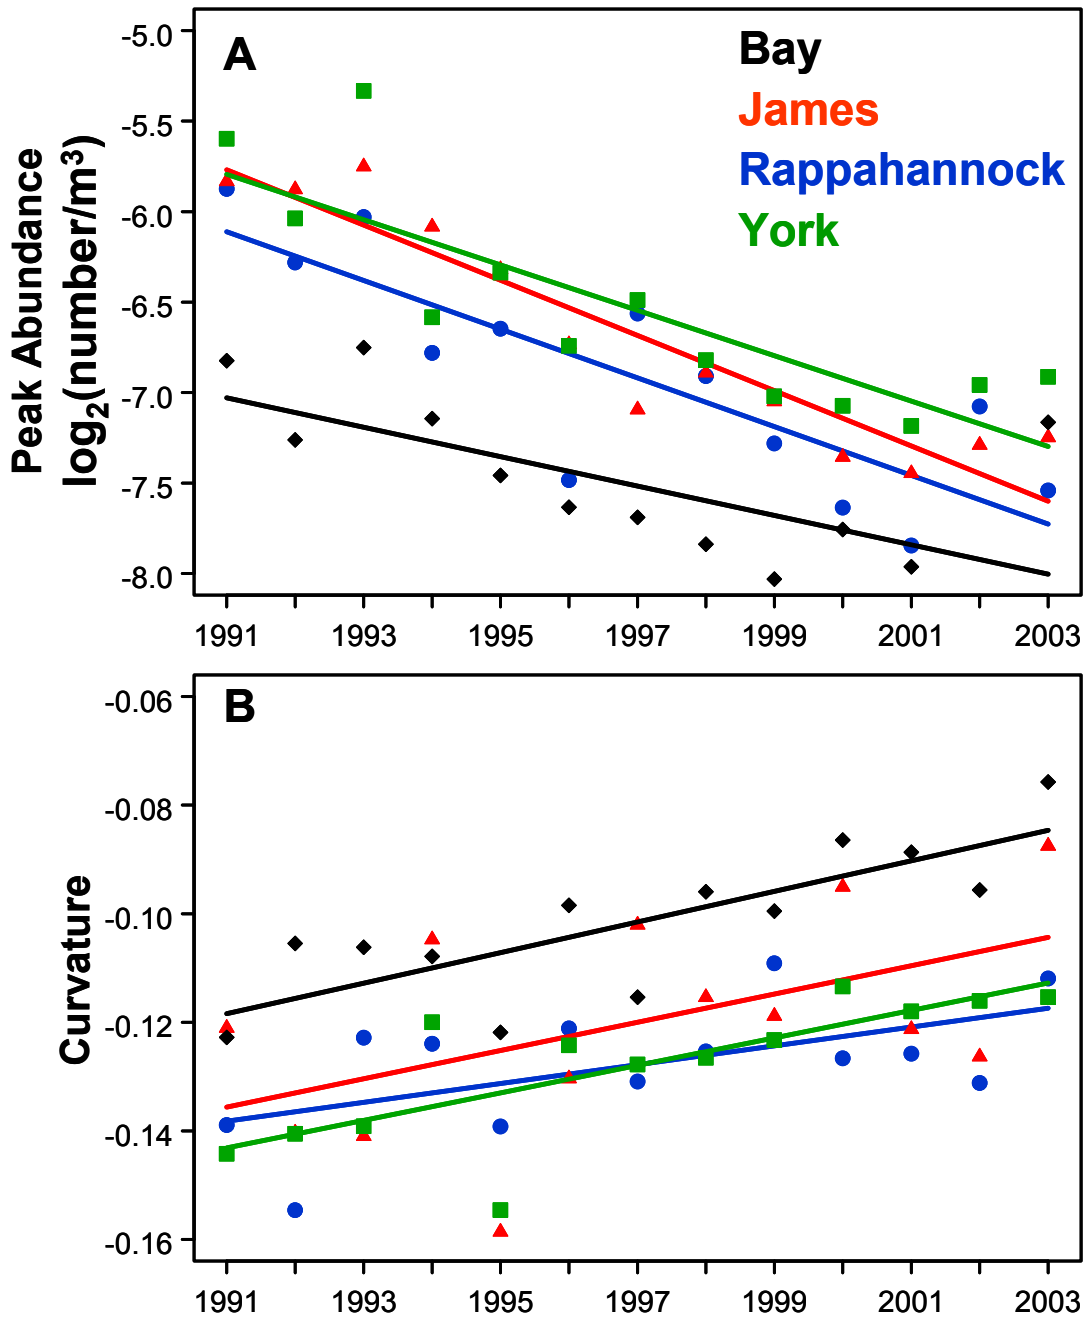 A
Bay
James
Rappahannock
York
Peak Abundance
log₂(number/m³)
-5.0
-5.5
-6.0
-6.5
-7.0
-7.5
-8.0
1991 1993 1995 1997 1999 2001 2003
B
Curvature
-0.06
-0.08
-0.10
-0.12
-0.14
-0.16
1991 1993 1995 1997 1999 2001 2003